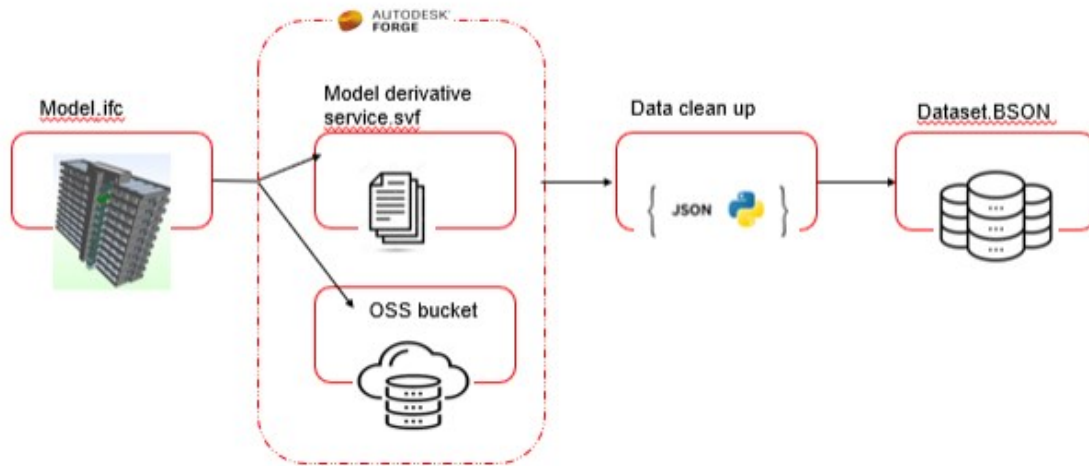 AUTODESK®
FORGE
Model.ifc
Model derivative
service.svf
Data clean up
Dataset.BSON
{ JSON }
OSS bucket